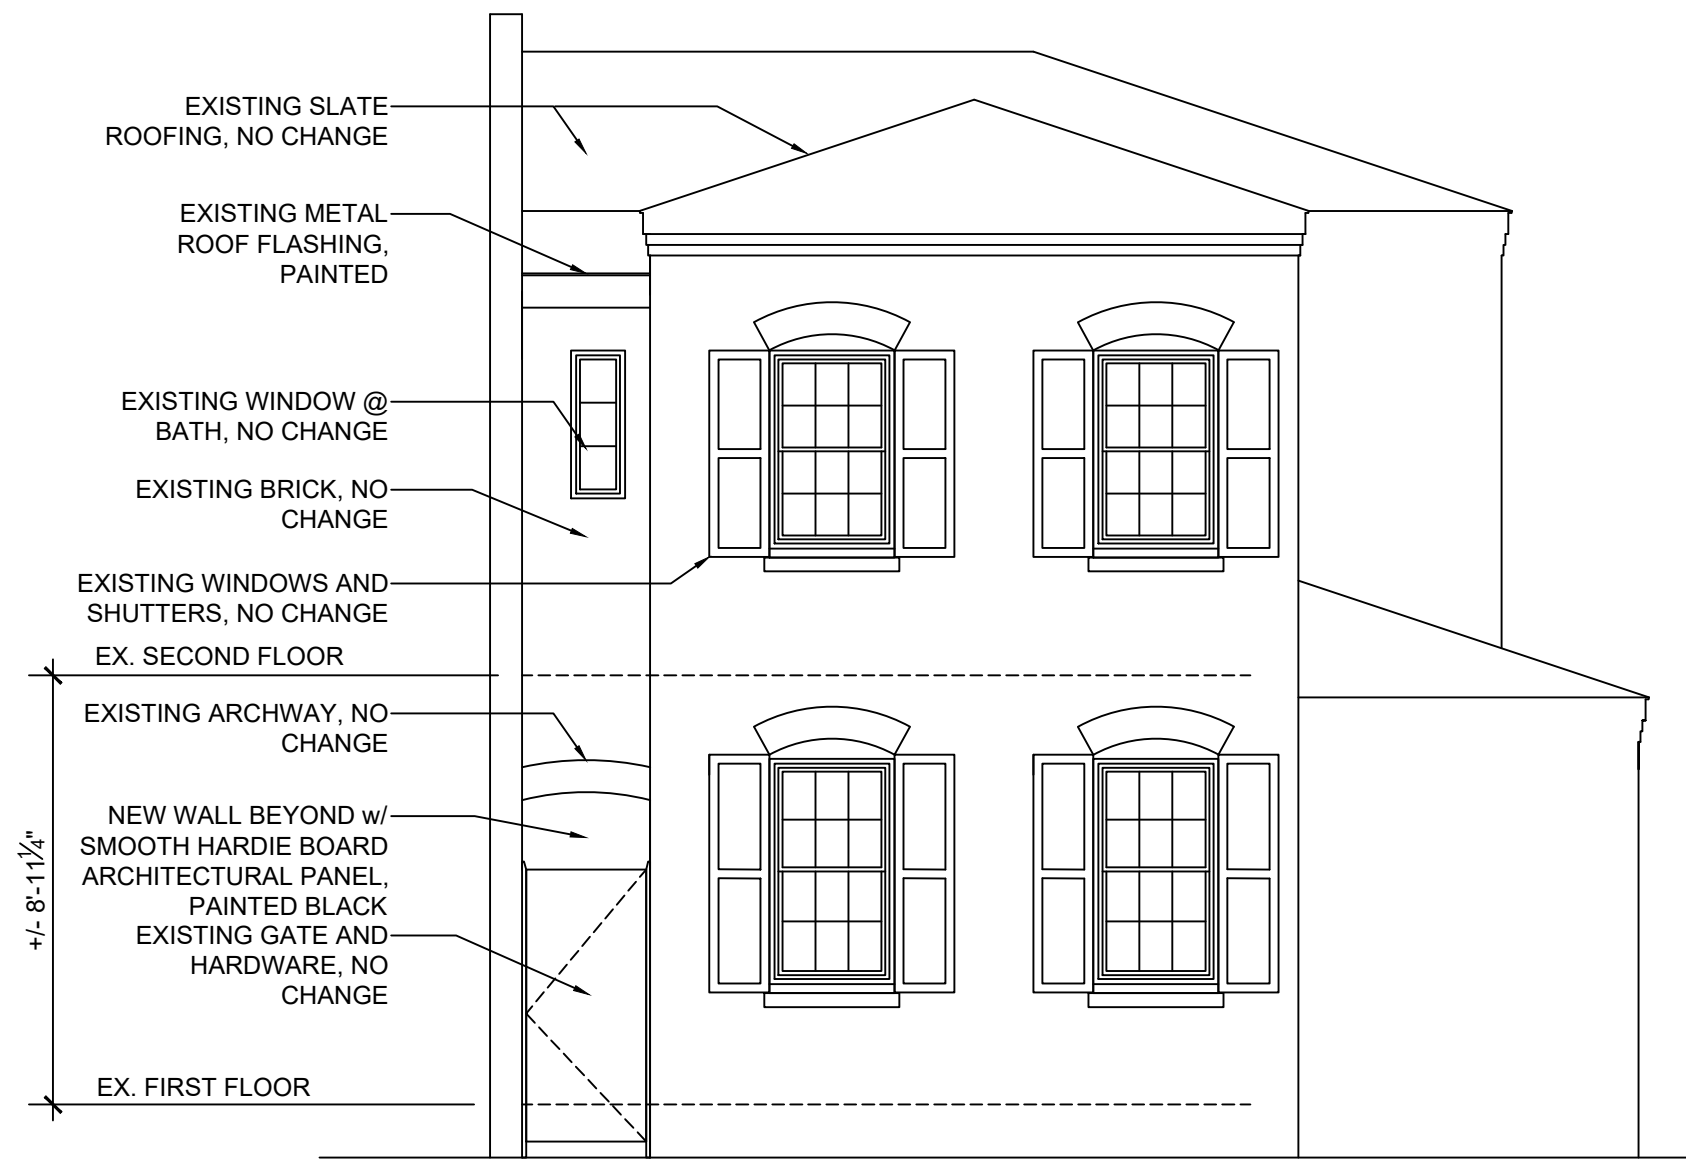 EXISTING SLATE
ROOFING, NO CHANGE
EXISTING METAL
ROOF FLASHING,
PAINTED
EXISTING WINDOW @
BATH, NO CHANGE
EXISTING BRICK, NO
CHANGE
EXISTING WINDOWS AND
SHUTTERS, NO CHANGE
EX. SECOND FLOOR
EXISTING ARCHWAY, NO
CHANGE
NEW WALL BEYOND w/
SMOOTH HARDIE BOARD
ARCHITECTURAL PANEL,
PAINTED BLACK
+/- 8'-11¼"
EXISTING GATE AND
HARDWARE, NO
CHANGE
EX. FIRST FLOOR